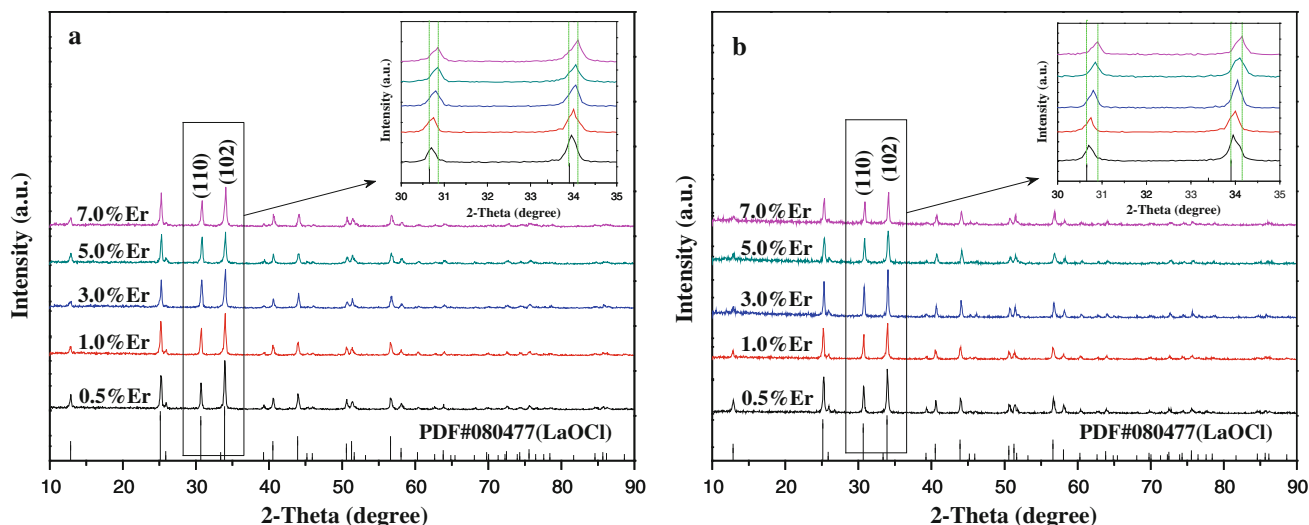 a
Intensity (a.u.)
30 31 32 33 34 35
2-Theta (degree)
(110)
(102)
7.0%Er
5.0%Er
3.0%Er
1.0%Er
0.5%Er
PDF#080477(LaOCl)
Intensity (a.u.)
10 20 30 40 50 60 70 80 90
2-Theta (degree)
b
Intensity (a.u.)
30 31 32 33 34 35
2-Theta (degree)
(110)
(102)
7.0%Er
5.0%Er
3.0%Er
1.0%Er
0.5%Er
PDF#080477(LaOCl)
Intensity (a.u.)
10 20 30 40 50 60 70 80 90
2-Theta (degree)